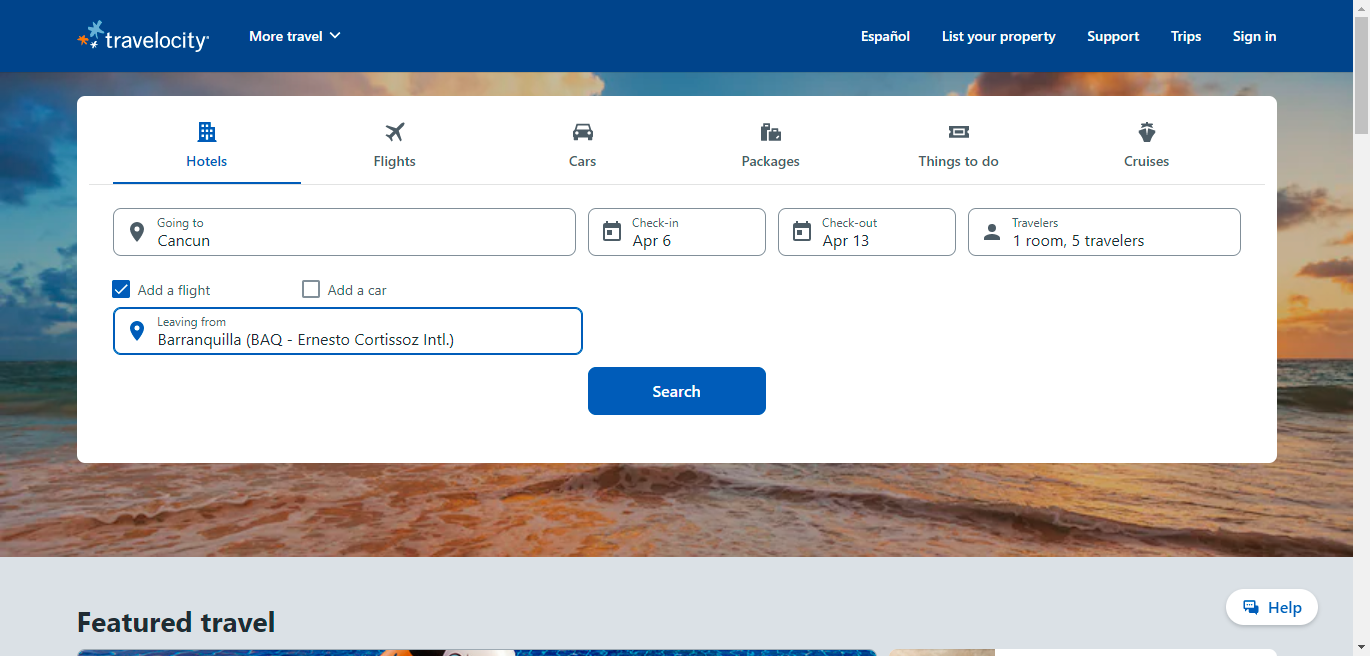 travelocity
More travel
Español
List your property
Support
Trips
Sign in
Hotels
Flights
Cars
Packages
Things to do
Cruises
Going to
Cancun
Check-in
Apr 6
Check-out
Apr 13
Travelers
1 room, 5 travelers
Add a flight
Add a car
Leaving from
Barranquilla (BAQ - Ernesto Cortissoz Intl.)
Search
Featured travel
Help